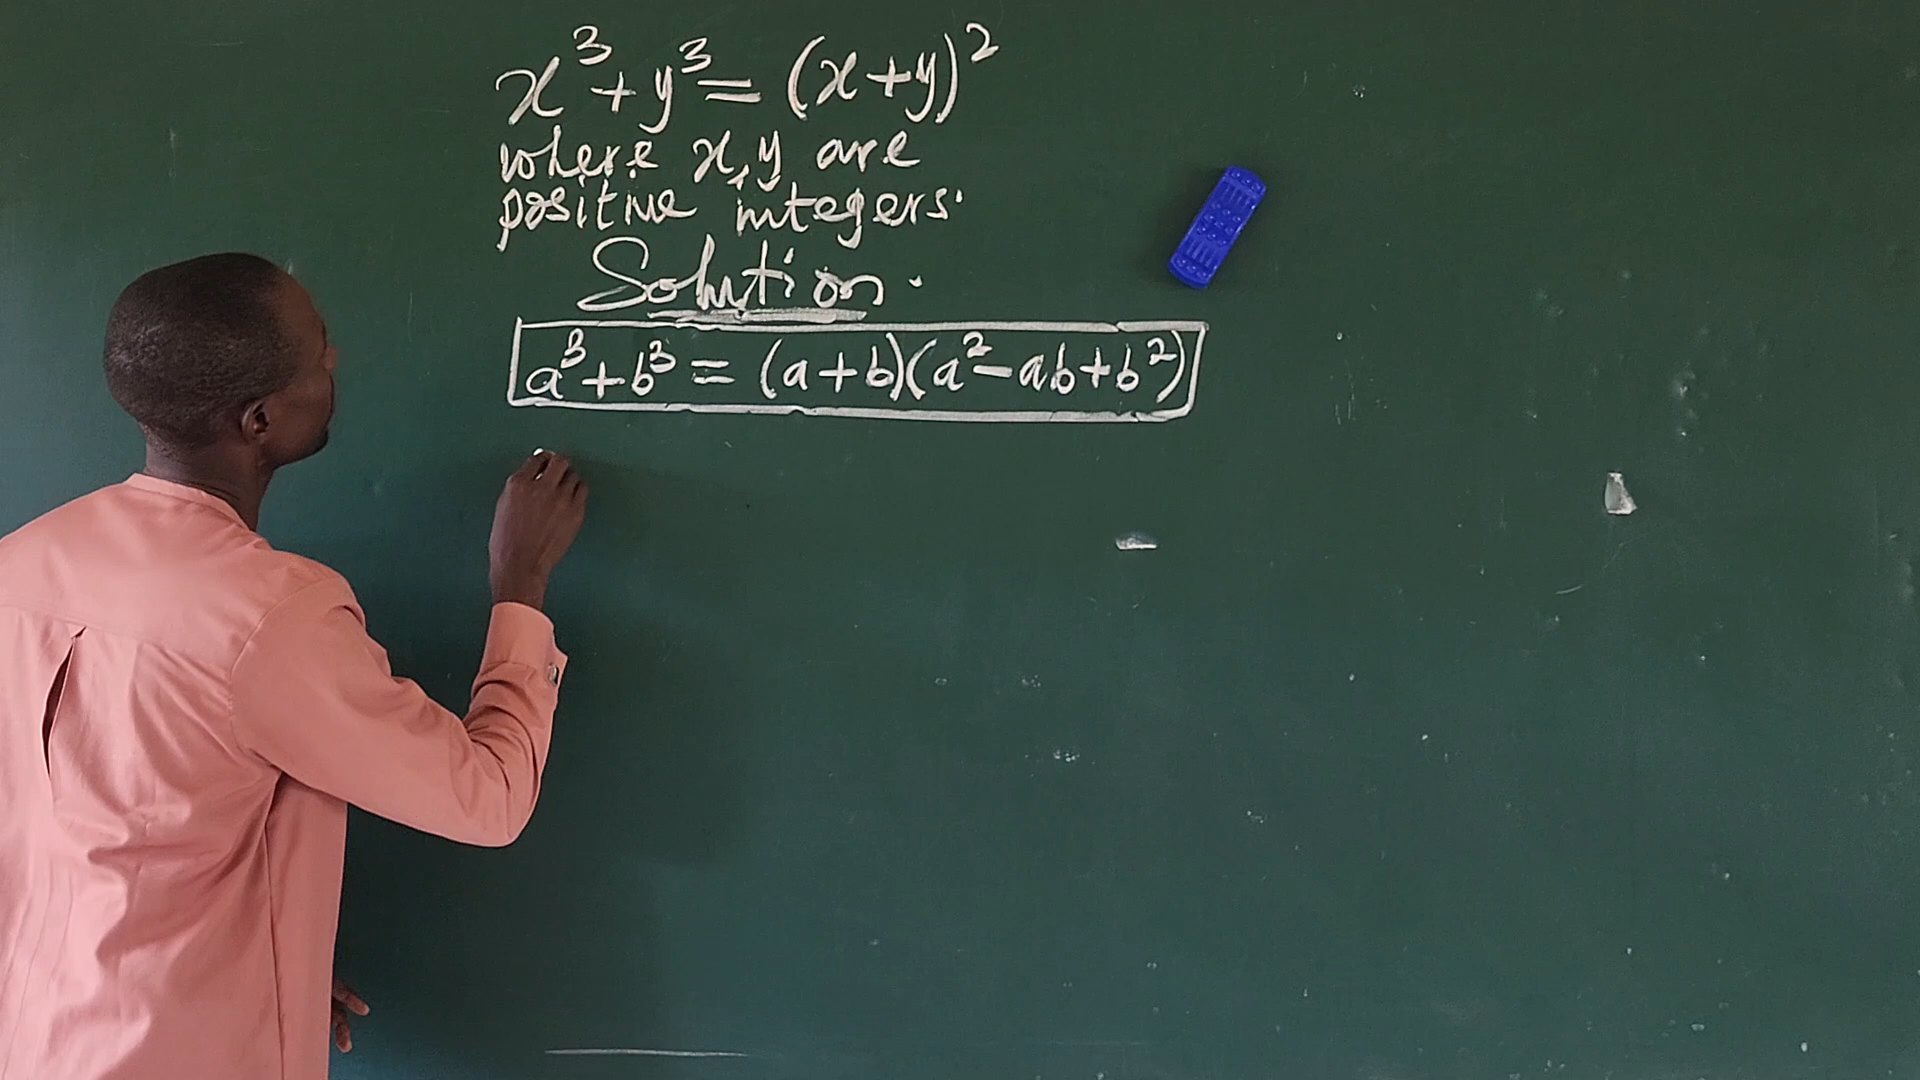 x³+y³=(x+y)²
where x,y are
positive integers.
Solution.
a³+b³=(a+b)(a²-ab+b²)